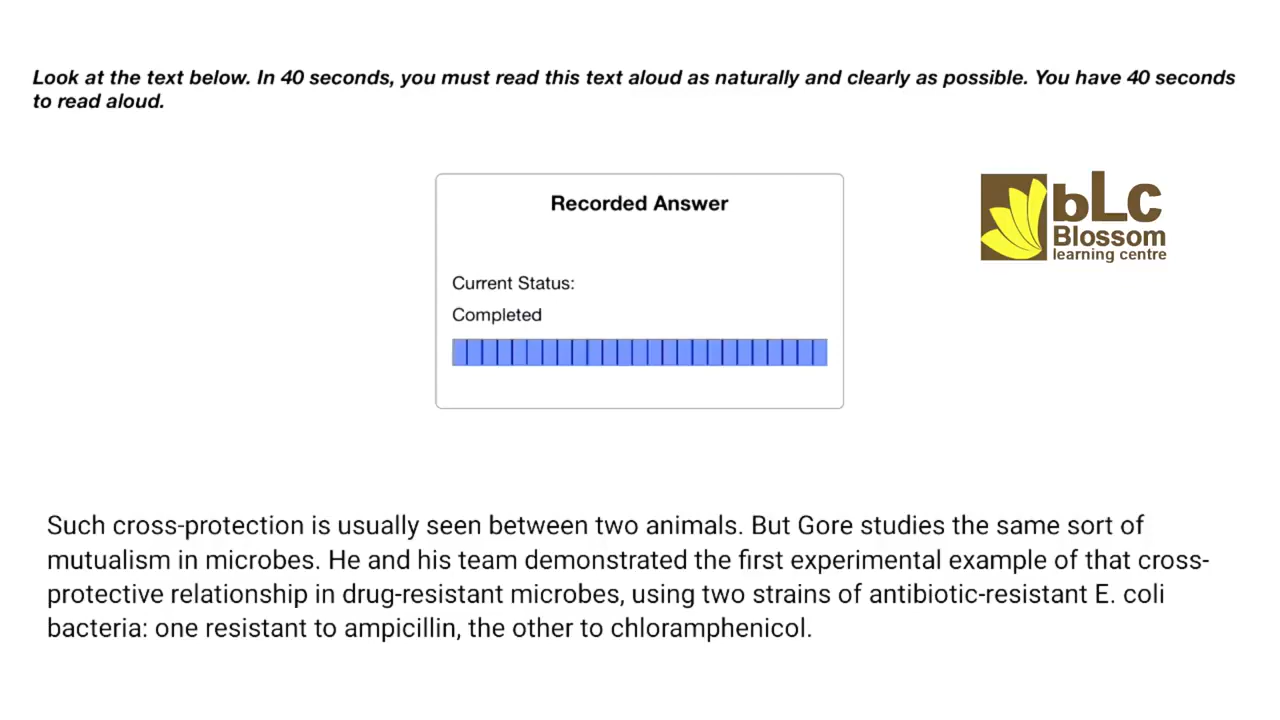 Look at the text below. In 40 seconds, you must read this text aloud as naturally and clearly as possible. You have 40 seconds
to read aloud.
Recorded Answer
bLc
Blossom
learning centre
Current Status:
Completed
Such cross-protection is usually seen between two animals. But Gore studies the same sort of
mutualism in microbes. He and his team demonstrated the first experimental example of that cross-
protective relationship in drug-resistant microbes, using two strains of antibiotic-resistant E. coli
bacteria: one resistant to ampicillin, the other to chloramphenicol.